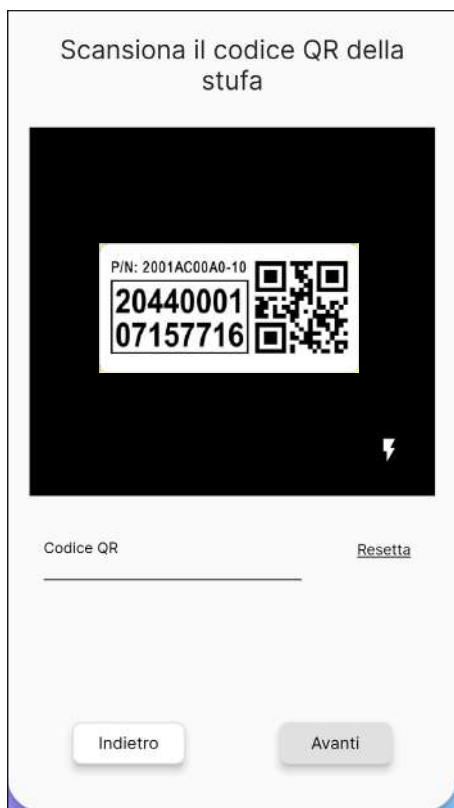 Scansiona il codice QR della
stufa
P/N: 2001AC00A0-10
20440001
07157716
Codice QR
Resetta
Indietro
Avanti